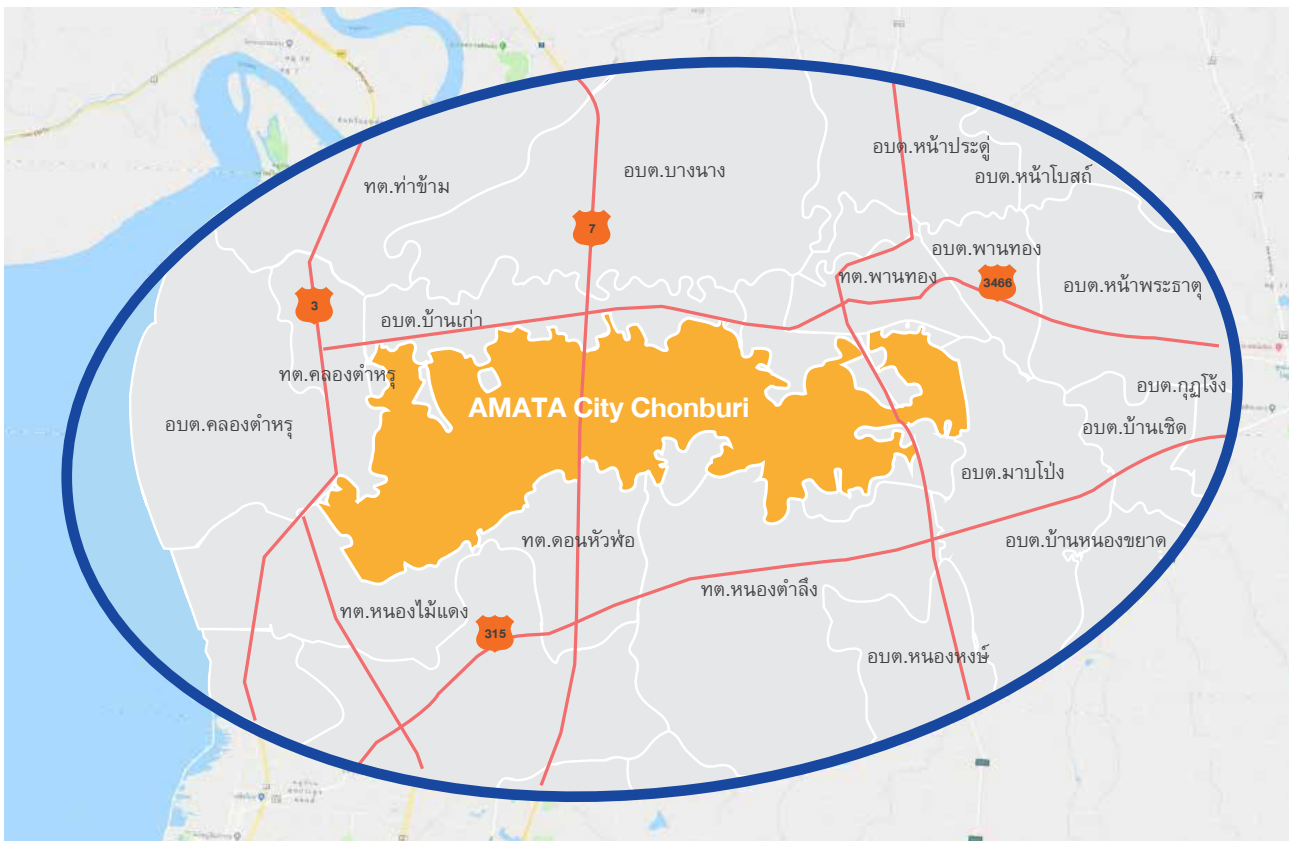 อบต.หน้าประดู่
อบต.บางนาง
อบต.หน้าโบสถ์
ทต.ท่าข้าม
7
อบต.พานทอง
ทต.พานทอง
3466
อบต.หน้าพระธาตุ
3
อบต.บ้านเก่า
ทต.คลองตำหรุ
อบต.กุฎโง้ง
AMATA City Chonburi
อบต.คลองตำหรุ
อบต.บ้านเชิด
อบต.มาบโป่ง
ทต.ดอนหัวฬ่อ
อบต.บ้านหนองขยาด
ทต.หนองตำลึง
ทต.หนองไม้แดง
315
อบต.หนองหงษ์